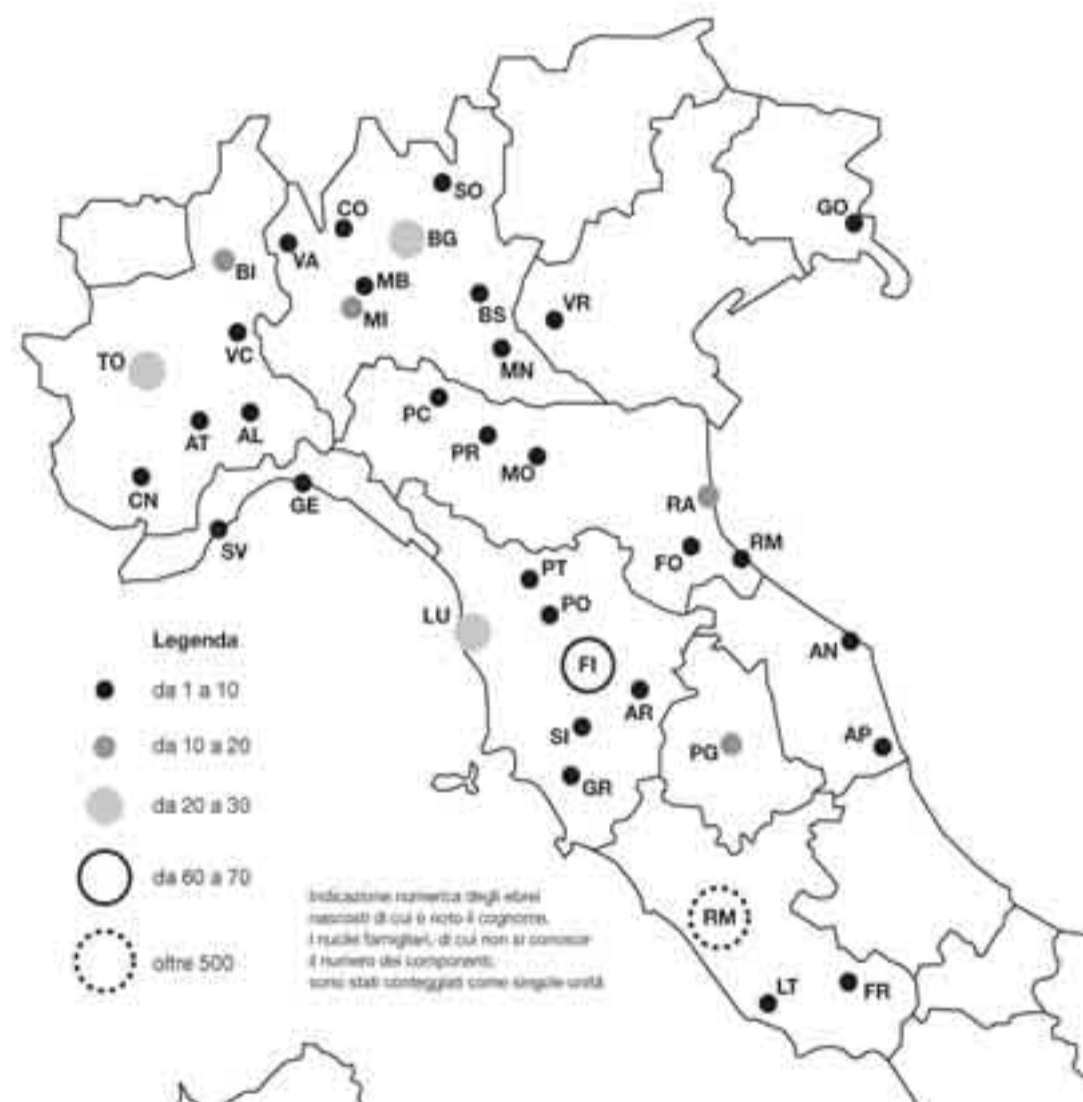 SO
CO
GO
BG
VA
BI
MB
MI
BS
VR
VC
MN
TO
PC
AL
AT
PR
MO
CN
GE
RA
SV
RM
FO
PT
PO
LU
Legenda
AN
FI
da 1 a 10
AR
SI
AP
da 10 a 20
PG
GR
da 20 a 30
da 60 a 70
Indicazione numerica degli ebrei
nascosti di cui è noto il cognome.
I nuclei famigliari, di cui non si conosce
il numero dei componenti,
sono stati conteggiati come singole unità
RM
oltre 500
LT
FR